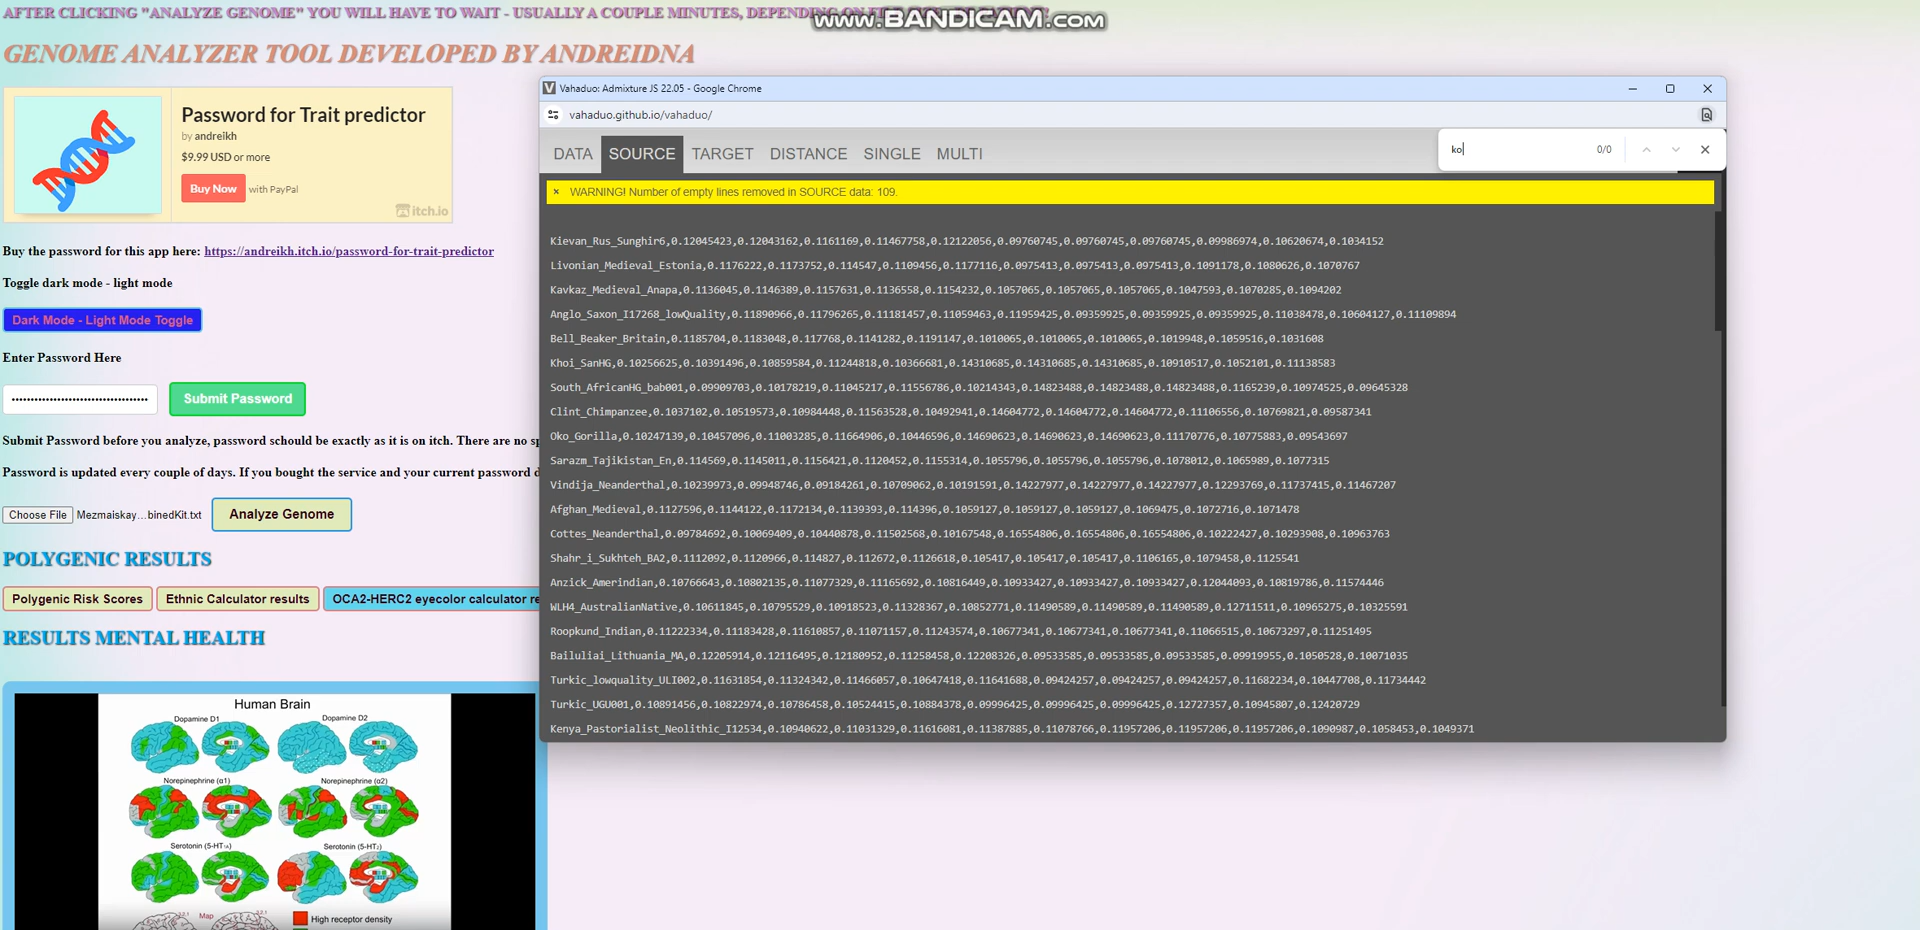 AFTER CLICKING "ANALYZE GENOME" YOU WILL HAVE TO WAIT - USUALLY A COUPLE MINUTES, DEPENDING
www.BANDICAM.com
GENOME ANALYZER TOOL DEVELOPED BY ANDREIDNA
Password for Trait predictor
by andreikh
$9.99 USD or more
Buy Now with PayPal
itch.io
Buy the password for this app here: https://andreikh.itch.io/password-for-trait-predictor
Toggle dark mode - light mode
Dark Mode - Light Mode Toggle
Enter Password Here
Submit Password
Submit Password before you analyze, password schould be exactly as it is on itch. There are no
Password is updated every couple of days. If you bought the service and your current password
Choose File Mezmaiskay...binedKit.txt Analyze Genome
POLYGENIC RESULTS
Polygenic Risk Scores Ethnic Calculator results OCA2-HERC2 eyecolor calculator
RESULTS MENTAL HEALTH
Human Brain
Dopamine D1 Dopamine D2
Norepinephrine (α1) Norepinephrine (α2)
Serotonin (5-HT1A) Serotonin (5-HT2)
Map
High receptor density
Vahaduo: Admixture JS 22.05 - Google Chrome
vahaduo.github.io/vahaduo/
DATA SOURCE TARGET DISTANCE SINGLE MULTI
ko 0/0
× WARNING! Number of empty lines removed in SOURCE data: 109.
Kievan_Rus_Sunghir6,0.12045423,0.12043162,0.1161169,0.11467758,0.12122056,0.09760745,0.09760745,0.09760745,0.09986974,0.10620674,0.1034152
Livonian_Medieval_Estonia,0.1176222,0.1173752,0.114547,0.1109456,0.1177116,0.0975413,0.0975413,0.0975413,0.1091178,0.1080626,0.1070767
Kavkaz_Medieval_Anapa,0.1136045,0.1146389,0.1157631,0.1136558,0.1154232,0.1057065,0.1057065,0.1057065,0.1047593,0.1070285,0.1094202
Anglo_Saxon_I17268_lowQuality,0.11890966,0.11796265,0.11181457,0.11059463,0.11959425,0.09359925,0.09359925,0.09359925,0.11038478,0.10604127,0.11109894
Bell_Beaker_Britain,0.1185704,0.1183048,0.117768,0.1141282,0.1191147,0.1010065,0.1010065,0.1010065,0.1019948,0.1059516,0.1031608
Khoi_SanHG,0.10256625,0.10391496,0.10859584,0.11244818,0.10366681,0.14310685,0.14310685,0.14310685,0.10910517,0.1052101,0.11138583
South_AfricanHG_bab001,0.09909703,0.10178219,0.11045217,0.11556786,0.10214343,0.14823488,0.14823488,0.14823488,0.1165239,0.10974525,0.09645328
Clint_Chimpanzee,0.1037102,0.10519573,0.10984448,0.11563528,0.10492941,0.14604772,0.14604772,0.14604772,0.11106556,0.10769821,0.09587341
Oko_Gorilla,0.10247139,0.10457096,0.11003285,0.11664906,0.10446596,0.14690623,0.14690623,0.14690623,0.11170776,0.10775883,0.09543697
Sarazm_Tajikistan_En,0.114569,0.1145011,0.1156421,0.1120452,0.1155314,0.1055796,0.1055796,0.1055796,0.1078012,0.1065989,0.1077315
Vindija_Neanderthal,0.10239973,0.09948746,0.09184261,0.10709062,0.10191591,0.14227977,0.14227977,0.14227977,0.12293769,0.11737415,0.11467207
Afghan_Medieval,0.1127596,0.1144122,0.1172134,0.1139393,0.114396,0.1059127,0.1059127,0.1059127,0.1069475,0.1072716,0.1071478
Cottes_Neanderthal,0.09784692,0.10069409,0.10440878,0.11502568,0.10167548,0.16554806,0.16554806,0.16554806,0.10222427,0.10293908,0.10963763
Shahr_i_Sukhteh_BA2,0.1112092,0.1120966,0.114827,0.112672,0.1126618,0.105417,0.105417,0.105417,0.1106165,0.1079458,0.1125541
Anzick_Amerindian,0.10766643,0.10802135,0.11077329,0.11165692,0.10816449,0.10933427,0.10933427,0.10933427,0.12044093,0.10819786,0.11574446
WLH4_AustralianNative,0.10611845,0.10795529,0.10918523,0.11328367,0.10852771,0.11490589,0.11490589,0.11490589,0.12711511,0.10965275,0.10325591
Roopkund_Indian,0.11222334,0.11183428,0.11610857,0.11071157,0.11243574,0.10677341,0.10677341,0.10677341,0.11066515,0.10673297,0.11251495
Bailuliai_Lithuania_MA,0.12205914,0.12116495,0.12180952,0.11258458,0.12208326,0.09533585,0.09533585,0.09533585,0.09919955,0.1050528,0.10071035
Turkic_lowquality_ULI002,0.11631854,0.11324342,0.11466057,0.10647418,0.11641688,0.09424257,0.09424257,0.09424257,0.11682234,0.10447708,0.11734442
Turkic_UGU001,0.10891456,0.10822974,0.10786458,0.10524415,0.10884378,0.09996425,0.09996425,0.09996425,0.12727357,0.10945807,0.12420729
Kenya_Pastorialist_Neolithic_I12534,0.10940622,0.11031329,0.11616081,0.11387885,0.11078766,0.11957206,0.11957206,0.11957206,0.1090987,0.1058453,0.1049371